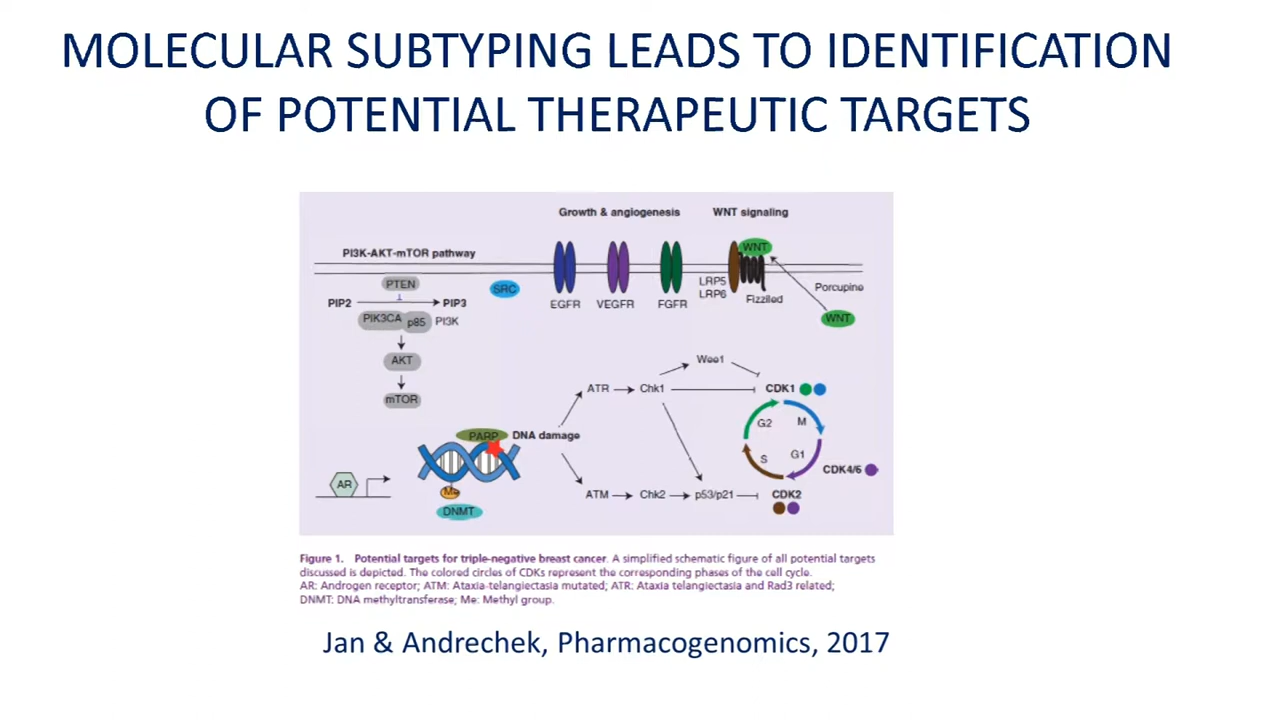 MOLECULAR SUBTYPING LEADS TO IDENTIFICATION
OF POTENTIAL THERAPEUTIC TARGETS
Growth & angiogenesis
WNT signaling
PI3K-AKT-mTOR pathway
WNT
PTEN
SRC
LRP5
LRP6
Porcupine
PIP2
PIP3
EGFR
VEGFR
FGFR
Fizziled
PIK3CA
p85
PI3K
WNT
AKT
Wee1
ATR
Chk1
CDK1
mTOR
G2
M
PARP
DNA damage
S
G1
CDK4/6
AR
Me
ATM
Chk2
p53/p21
CDK2
DNMT
Figure 1. Potential targets for triple-negative breast cancer. A simplified schematic figure of all potential targets
discussed is depicted. The colored circles of CDKs represent the corresponding phases of the cell cycle.
AR: Androgen receptor; ATM: Ataxia-telangiectasia mutated; ATR: Ataxia telangiectasia and Rad3 related;
DNMT: DNA methyltransferase; Me: Methyl group.
Jan & Andrechek, Pharmacogenomics, 2017